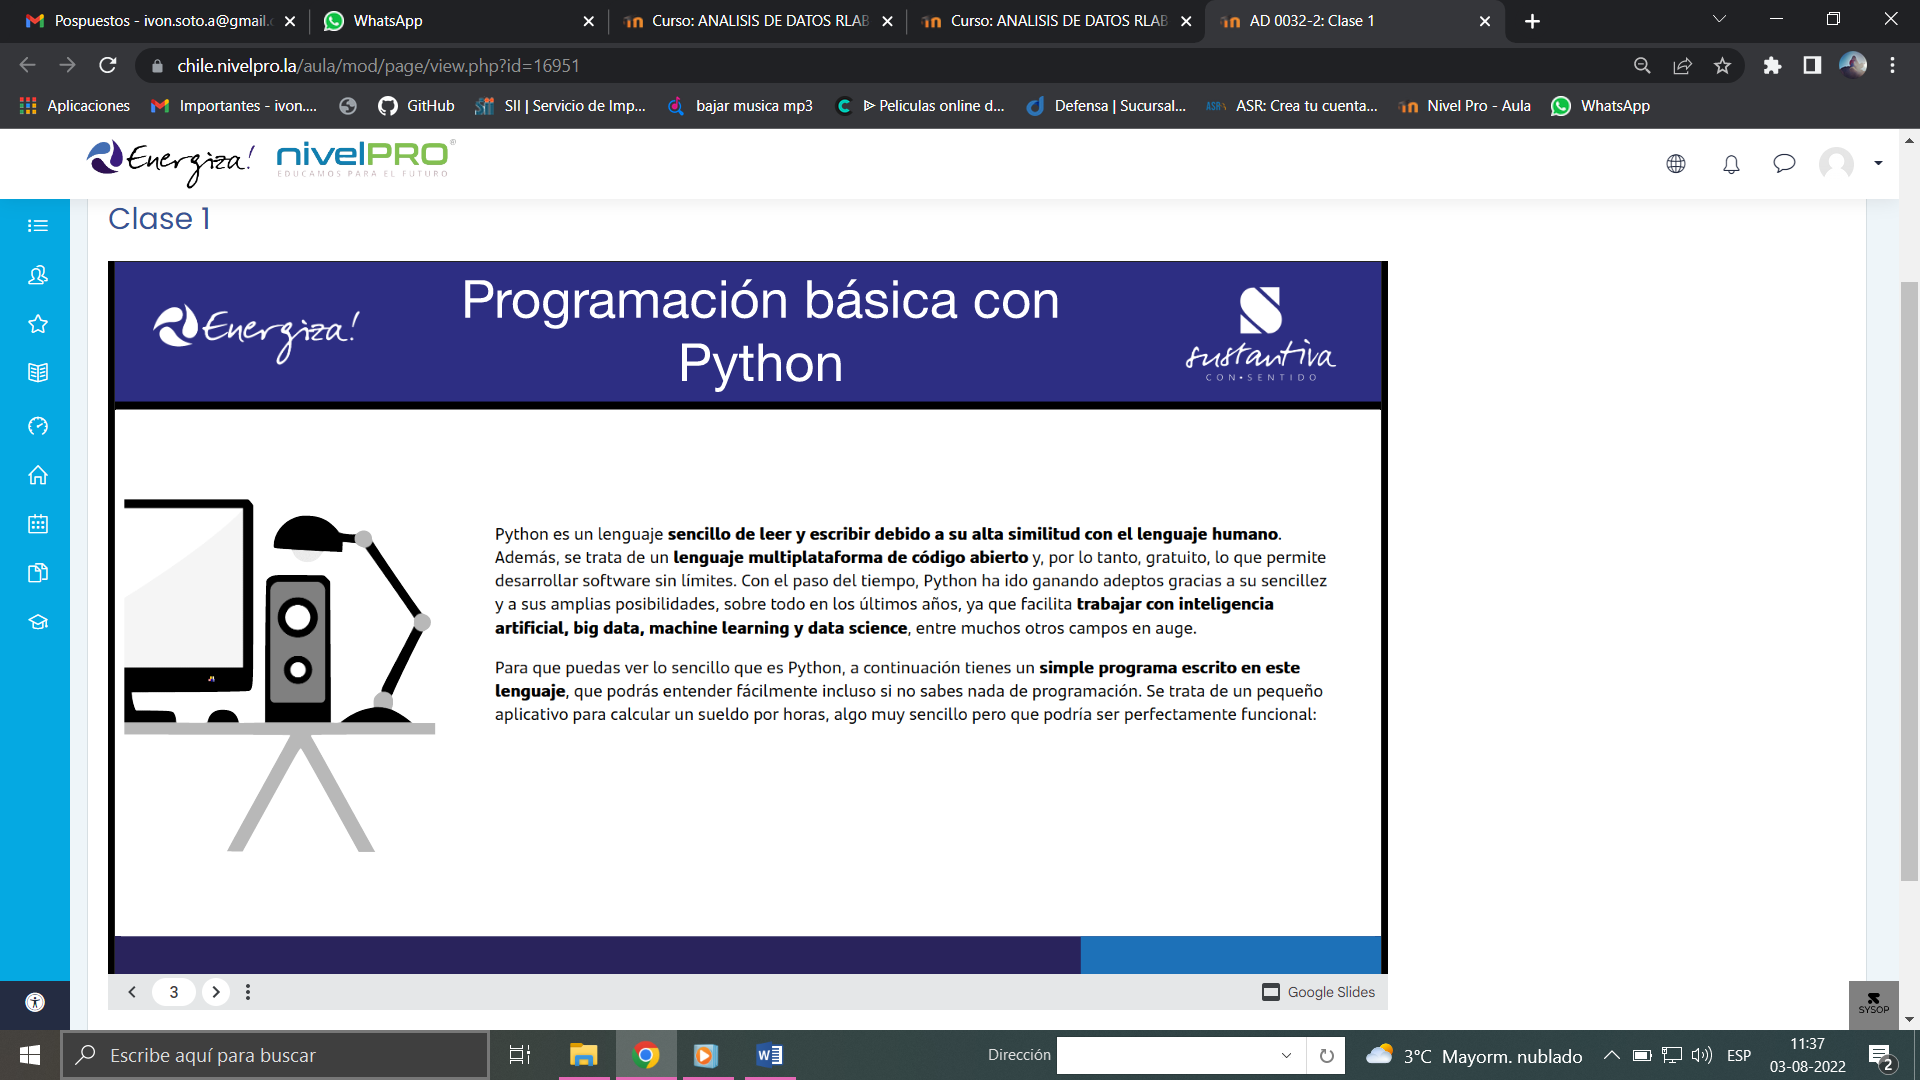 Pospuestos - ivon.soto.a@gmail.c
WhatsApp
Curso: ANALISIS DE DATOS RLAB
Curso: ANALISIS DE DATOS RLAB
AD 0032-2: Clase 1
chile.nivelpro.la/aula/mod/page/view.php?id=16951
Aplicaciones
Importantes - ivon....
GitHub
SII | Servicio de Imp...
bajar musica mp3
Peliculas online d...
Defensa | Sucursal...
ASR: Crea tu cuenta...
Nivel Pro - Aula
WhatsApp
Energiza!
nivelPRO
EDUCAMOS PARA EL FUTURO
Clase 1
Energiza!
Programación básica con
Python
sustantiva
CON•SENTIDO
Python es un lenguaje sencillo de leer y escribir debido a su alta similitud con el lenguaje humano.
Además, se trata de un lenguaje multiplataforma de código abierto y, por lo tanto, gratuito, lo que permite
desarrollar software sin límites. Con el paso del tiempo, Python ha ido ganando adeptos gracias a su sencillez
y a sus amplias posibilidades, sobre todo en los últimos años, ya que facilita trabajar con inteligencia
artificial, big data, machine learning y data science, entre muchos otros campos en auge.
Para que puedas ver lo sencillo que es Python, a continuación tienes un simple programa escrito en este
lenguaje, que podrás entender fácilmente incluso si no sabes nada de programación. Se trata de un pequeño
aplicativo para calcular un sueldo por horas, algo muy sencillo pero que podría ser perfectamente funcional:
3
Google Slides
SYSOP
Escribe aquí para buscar
Dirección
3°C Mayorm. nublado
ESP
11:37
03-08-2022
2